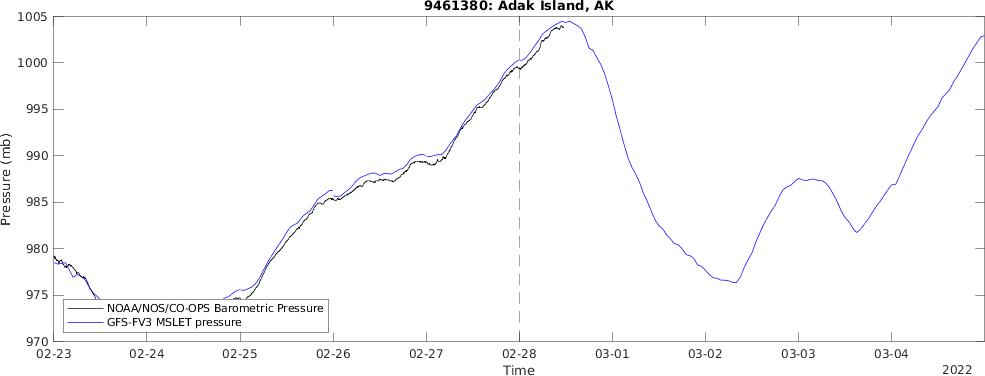 9461380: Adak Island, AK
Pressure (mb)
1005
1000
995
990
985
980
975
970
NOAA/NOS/CO-OPS Barometric Pressure
GFS-FV3 MSLET pressure
02-23 02-24 02-25 02-26 02-27 02-28 03-01 03-02 03-03 03-04
Time
2022